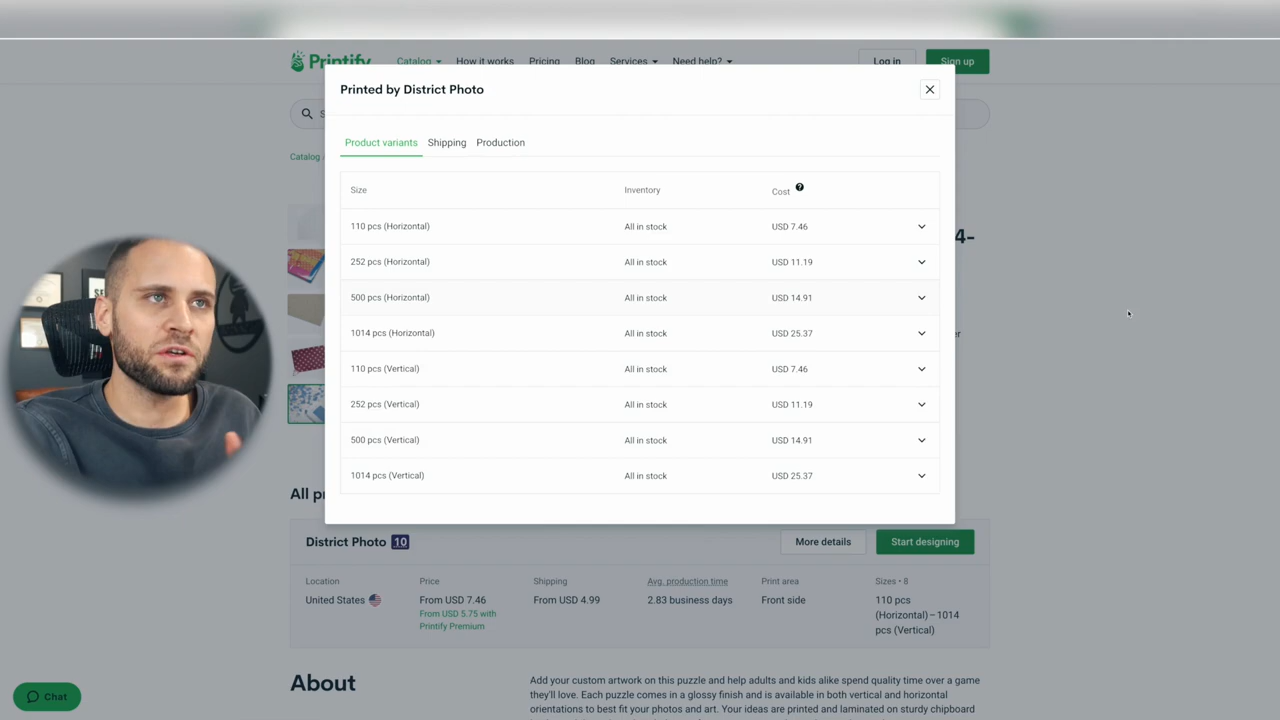 Printify
Catalog How it works Pricing Blog Services Need help? Log in Sign up
Printed by District Photo
Catalog /
Product variants Shipping Production
Size Inventory Cost ?
110 pcs (Horizontal) All in stock USD 7.46
4-
252 pcs (Horizontal) All in stock USD 11.19
500 pcs (Horizontal) All in stock USD 14.91
1014 pcs (Horizontal) All in stock USD 25.37
110 pcs (Vertical) All in stock USD 7.46
252 pcs (Vertical) All in stock USD 11.19
500 pcs (Vertical) All in stock USD 14.91
1014 pcs (Vertical) All in stock USD 25.37
All p
District Photo 10 More details Start designing
Location Price Shipping Avg. production time Print area Sizes • 8
United States From USD 7.46 From USD 4.99 2.83 business days Front side 110 pcs
From USD 5.75 with (Horizontal)–1014
Printify Premium pcs (Vertical)
About
Add your custom artwork on this puzzle and help adults and kids alike spend quality time over a game
they'll love. Each puzzle comes in a glossy finish and is available in both vertical and horizontal
orientations to best fit your photos and art. Your ideas are printed and laminated on sturdy chipboard
Chat